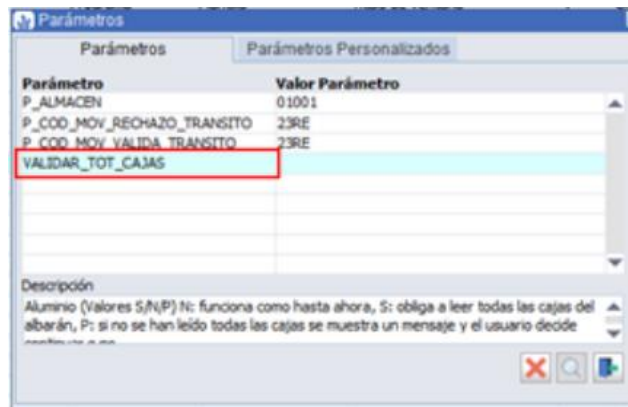 Parámetros
Parámetros Parámetros Personalizados
Parámetro Valor Parámetro
P_ALMACEN 01001
P_COD_MOV_RECHAZO_TRANSITO 23RE
P_COD_MOV_VALIDA_TRANSITO 23RE
VALIDAR_TOT_CAJAS
Descripción
Aluminio (Valores S/N/P) N: funciona como hasta ahora, S: obliga a leer todas las cajas del
albarán, P: si no se han leído todas las cajas se muestra un mensaje y el usuario decide